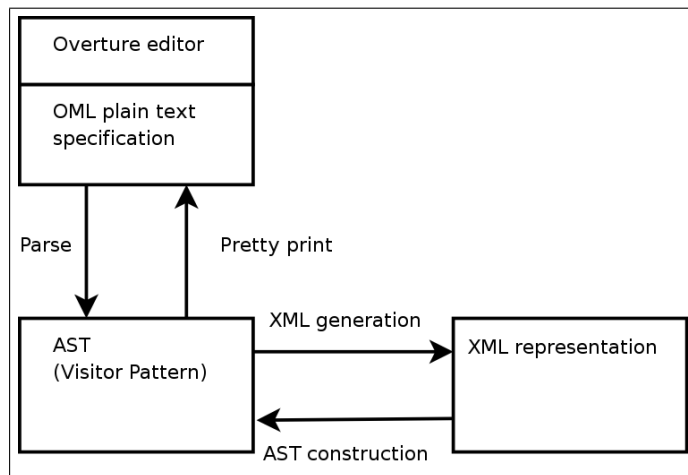 Overture editor
OML plain text
specification
Parse
Pretty print
XML generation
AST
(Visitor Pattern)
XML representation
AST construction